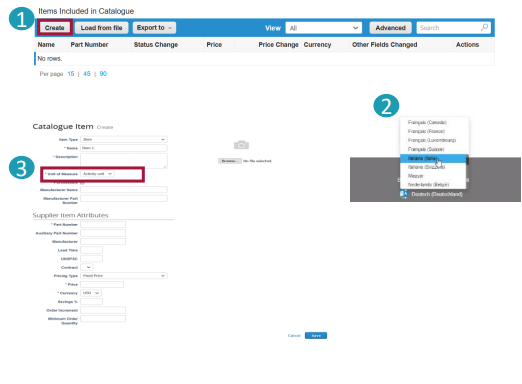 Items Included in Catalogue
1
Create Load from file Export to View All Advanced Search
Name Part Number Status Change Price Price Change Currency Other Fields Changed Actions
No rows.
Per page 15 | 45 | 90
2
Français (Canada)
Français (France)
Français (Luxembourg)
Français (Suisse)
Italiano (Italia)
Italiano (Svizzera)
Magyar
Nederlands (België)
Deutsch (Deutschland)
Catalogue Item Create
* Item Type Item
* Name Item 1
* Description
Browse... No file selected.
3
* Unit of Measure Activity unit
Manufacturer Name
Manufacturer Part Number
Supplier Item Attributes
* Part Number
Auxiliary Part Number
Manufacturer
Lead Time
UNSPSC
Contract
Pricing Type Fixed Price
* Price
* Currency USD
Savings %
Order Increment
Minimum Order Quantity
Cancel Save